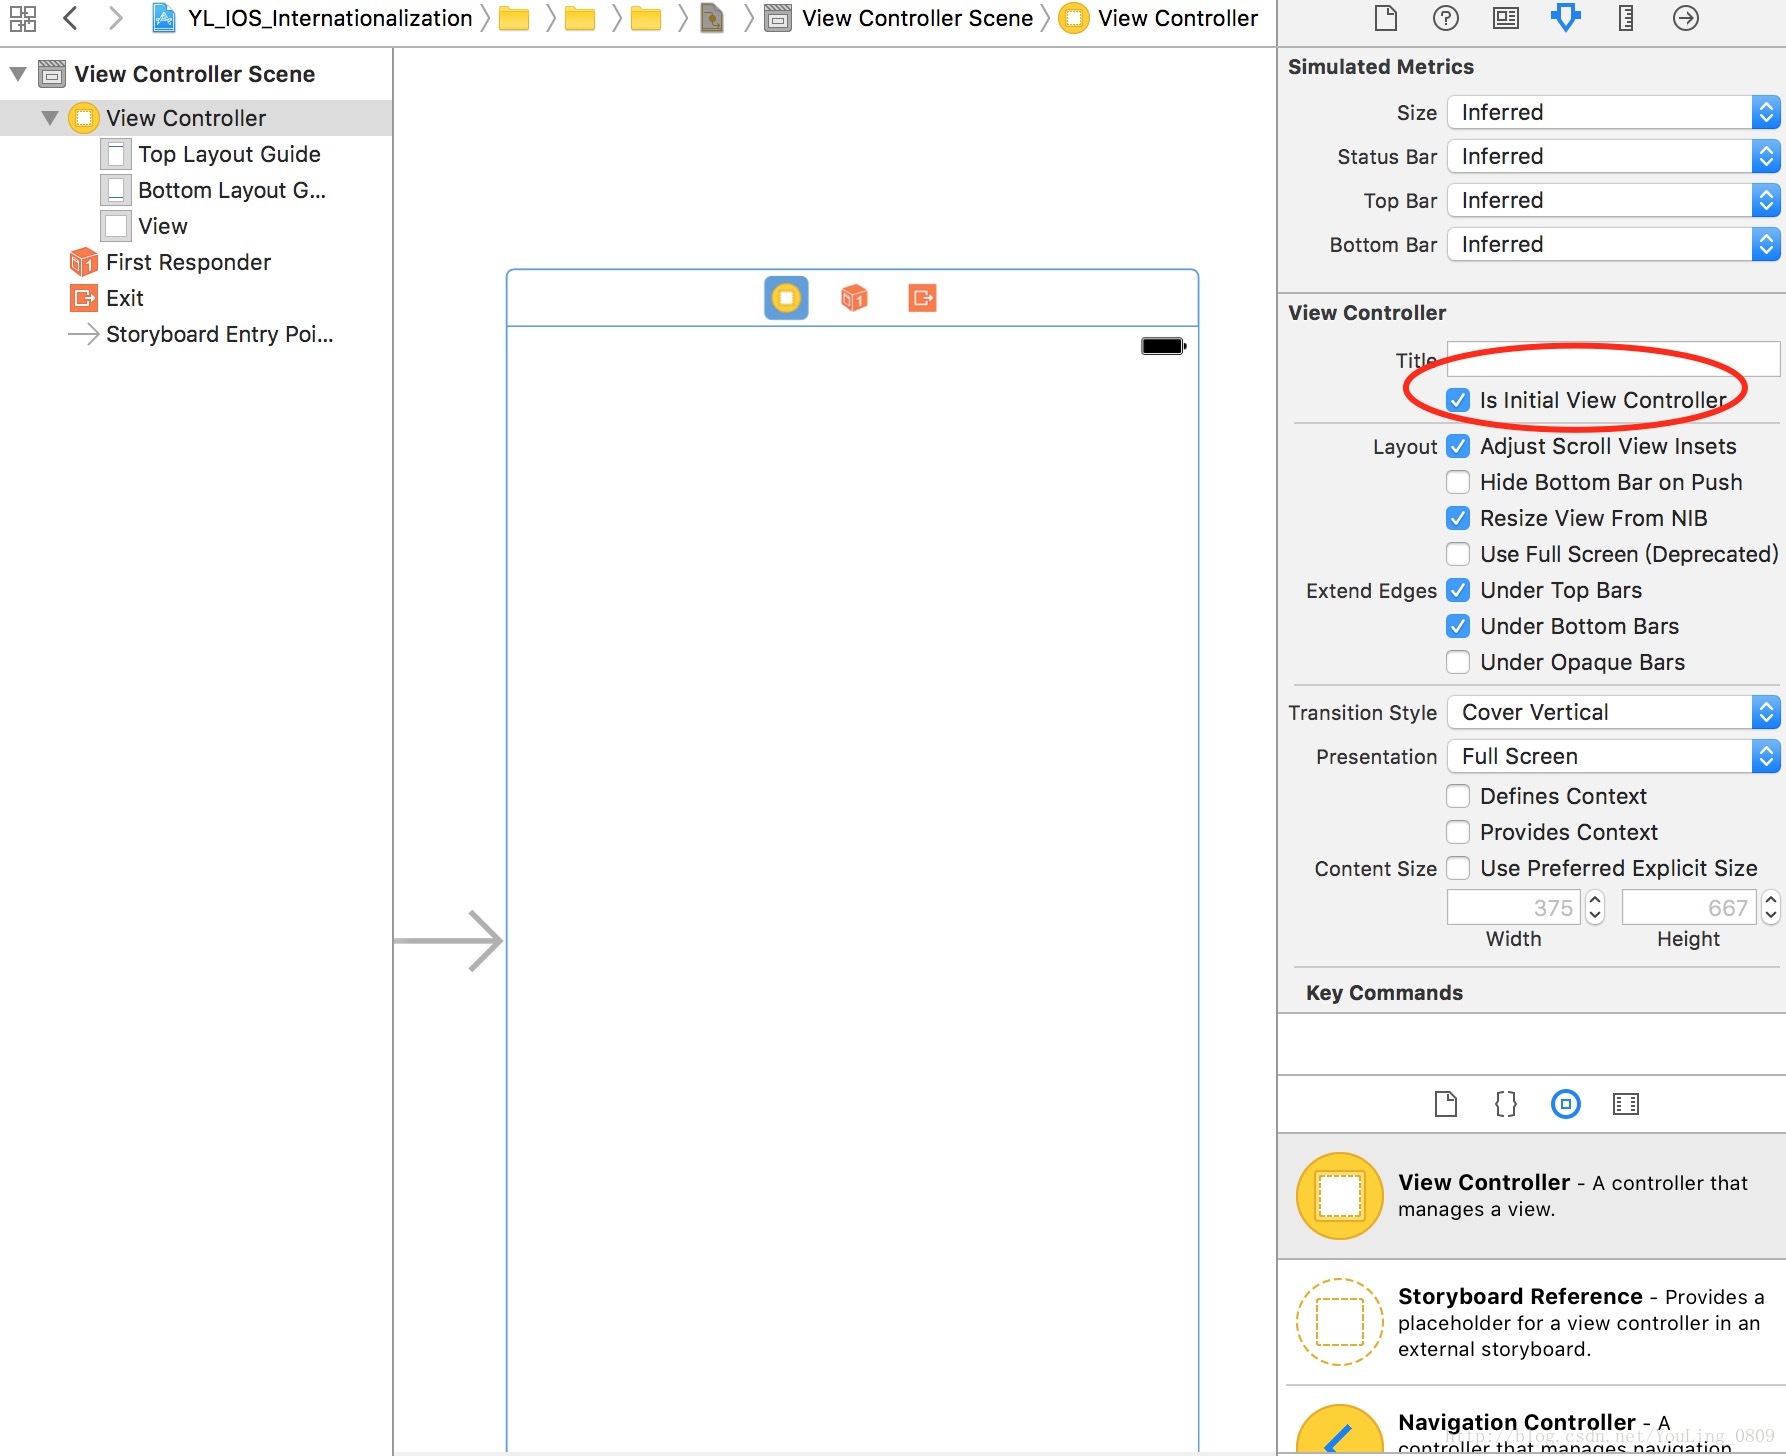 YL_IOS_Internationalization
View Controller Scene
View Controller
View Controller Scene
View Controller
Top Layout Guide
Bottom Layout G...
View
First Responder
Exit
Storyboard Entry Poi...
Simulated Metrics
Size Inferred
Status Bar Inferred
Top Bar Inferred
Bottom Bar Inferred
View Controller
Title
Is Initial View Controller
Layout Adjust Scroll View Insets
Hide Bottom Bar on Push
Resize View From NIB
Use Full Screen (Deprecated)
Extend Edges Under Top Bars
Under Bottom Bars
Under Opaque Bars
Transition Style Cover Vertical
Presentation Full Screen
Defines Context
Provides Context
Content Size Use Preferred Explicit Size
375 667
Width Height
Key Commands
View Controller - A controller that
manages a view.
Storyboard Reference - Provides a
placeholder for a view controller in an
external storyboard.
Navigation Controller - A
controller that manages navigation
http://blog.csdn.net/YouLing_0809